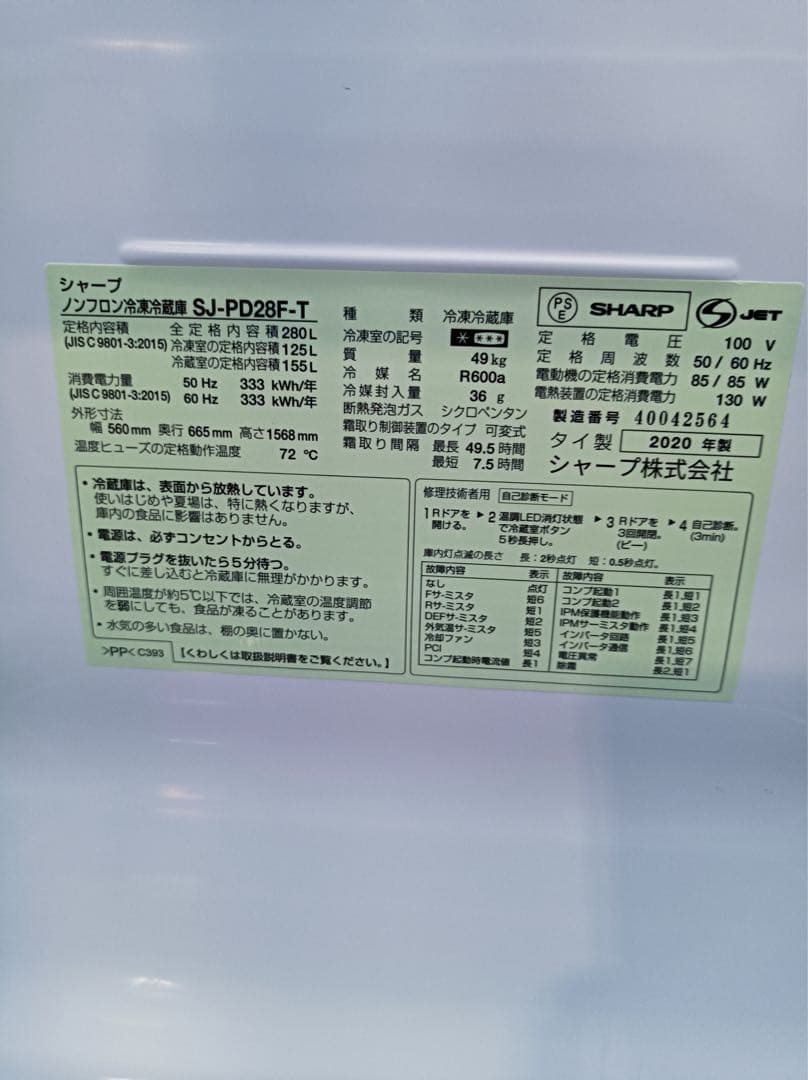 シャープ
ノンフロン冷凍冷蔵庫 SJ-PD28F-T
定格内容積 全定格内容積 280L
(JIS C 9801-3:2015) 冷凍室の定格内容積 125L
冷蔵室の定格内容積 155L
消費電力量 50 Hz 333 kWh/年
(JIS C 9801-3:2015) 60 Hz 333 kWh/年
外形寸法
幅 560mm 奥行 665mm 高さ1568mm
温度ヒューズの定格動作温度 72 ℃
種類 冷凍冷蔵庫
冷凍室の記号 * ***
質量 49kg
冷媒名 R600a
冷媒封入量 36 g
断熱発泡ガス シクロペンタン
霜取り制御装置のタイプ 可変式
霜取り間隔 最長 49.5時間
最短 7.5時間
PSE SHARP JET
定格電圧 100 V
定格周波数 50 / 60 Hz
電動機の定格消費電力 85 / 85 W
電熱装置の定格消費電力 130 W
製造番号 40042564
タイ製 2020 年製
シャープ株式会社
・冷蔵庫は、表面から放熱しています。
使いはじめや夏場は、特に熱くなりますが、
庫内の食品に影響はありません。
・電源は、必ずコンセントからとる。
・電源プラグを抜いたら5分待つ。
すぐに差し込むと冷蔵庫に無理がかかります。
・周囲温度が約5℃以下では、冷蔵室の温度調節
を弱にしても、食品が凍ることがあります。
・水気の多い食品は、棚の奥に置かない。
>PP< C393 【くわしくは取扱説明書をご覧ください。】
修理技術者用 自己診断モード
1 Rドアを開ける。 ▶ 2 温調LED消灯状態で冷蔵室ボタン5秒長押し。 ▶ 3 Rドアを3回開閉。(ピー) ▶ 4 自己診断。(3min)
庫内灯点滅の長さ 長：2秒点灯 短：0.5秒点灯。
故障内容 表示 故障内容 表示
なし 点灯 コンプ起動1 長1、短1
Fサーミスタ 短6 コンプ起動2 長1、短2
Rサーミスタ 短1 IPM保護機能動作 長1、短3
DEFサーミスタ 短2 IPMサーミスタ動作 長1、短4
外気温サーミスタ 短5 インバータ回路 長1、短5
冷却ファン 短3 インバータ通信 長1、短6
PCI 短4 電圧異常 長1、短7
コンプ起動時電流値 長1 除霜 長2、短1